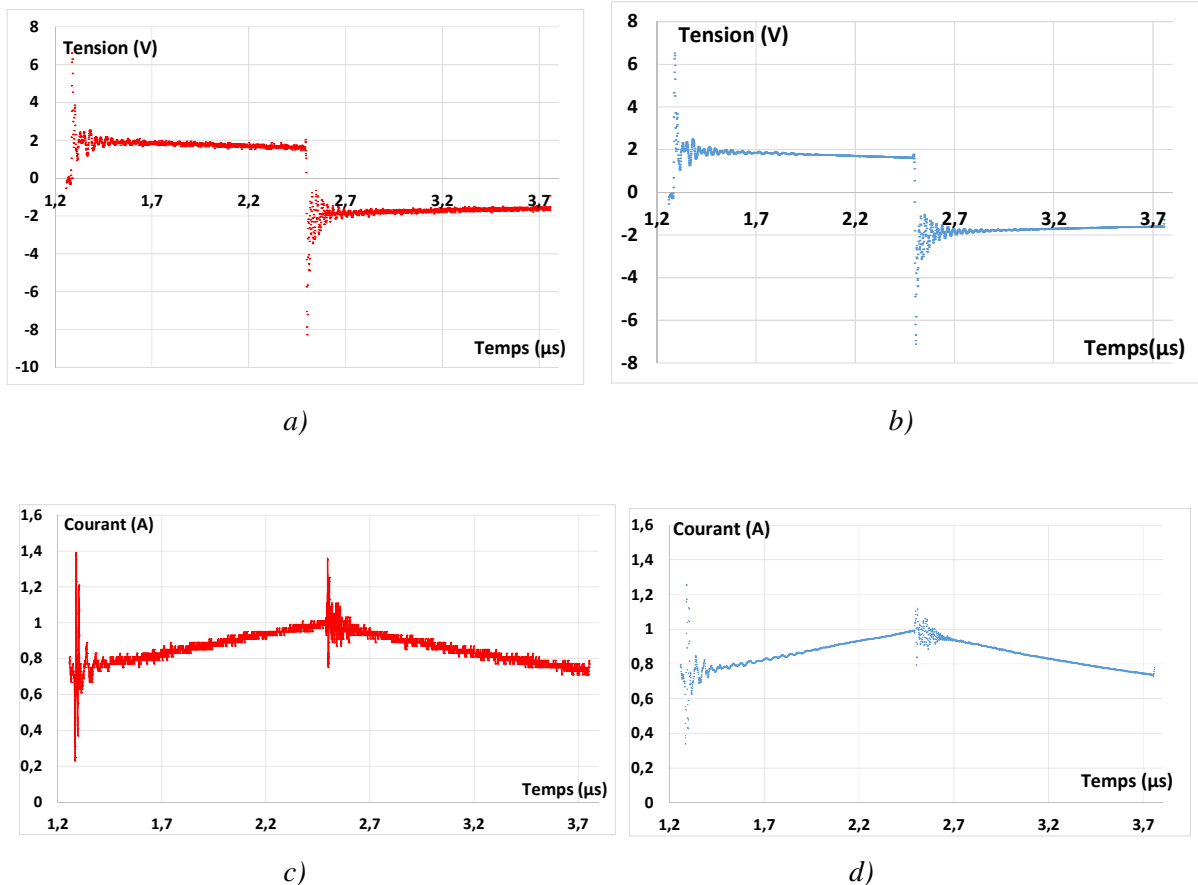 8
6
4
2
0
-2
-4
-6
-8
-10
Tension (V)
1,2 1,7 2,2 2,7 3,2 3,7
Temps (µs)
a)
8
6
4
2
0
-2
-4
-6
-8
Tension (V)
1,2 1,7 2,2 2,7 3,2 3,7
Temps(µs)
b)
1,6
1,4
1,2
1
0,8
0,6
0,4
0,2
0
Courant (A)
Temps (µs)
1,2 1,7 2,2 2,7 3,2 3,7
c)
1,6
1,4
1,2
1
0,8
0,6
0,4
0,2
0
Courant (A)
Temps (µs)
1,2 1,7 2,2 2,7 3,2 3,7
d)